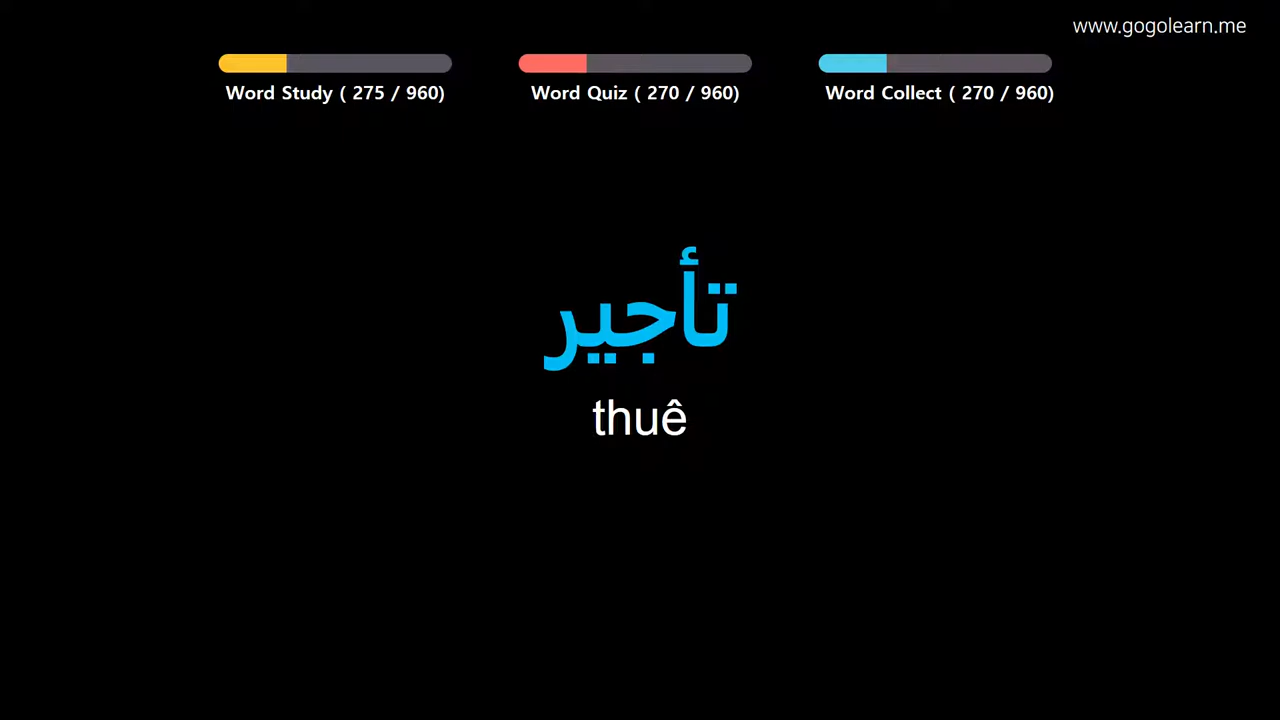 www.gogolearn.me
Word Study ( 275 / 960)
Word Quiz ( 270 / 960)
Word Collect ( 270 / 960)
تأجير
thuê